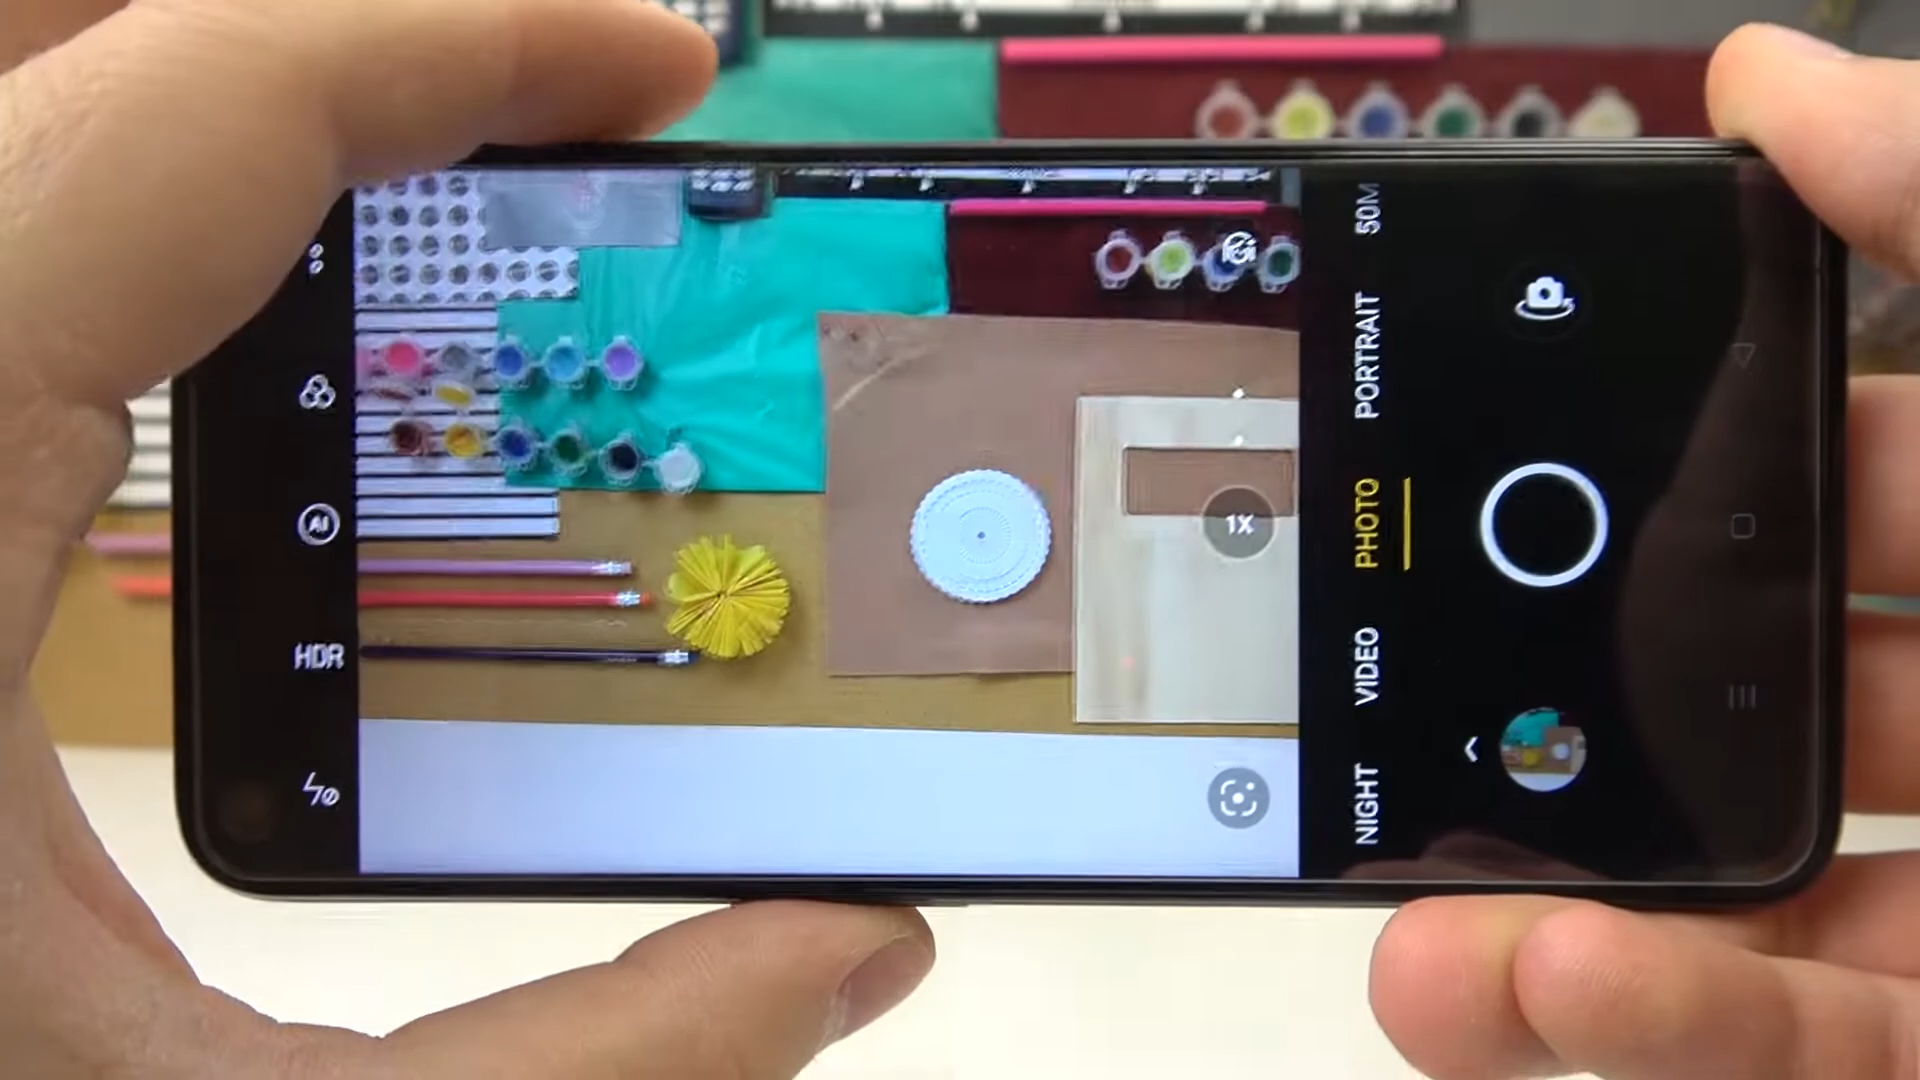 50M
PORTRAIT
PHOTO
VIDEO
NIGHT
AI
HDR
1X